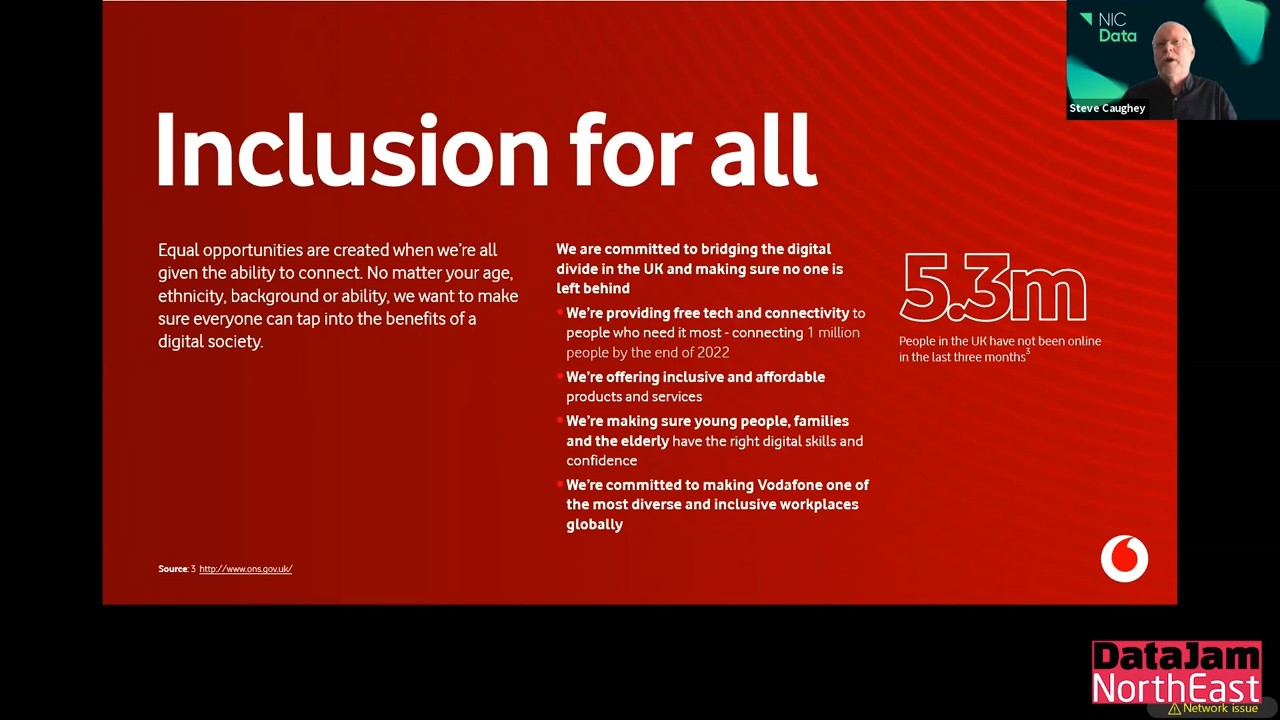 NIC
Data
Steve Caughey
Inclusion for all
Equal opportunities are created when we're all
given the ability to connect. No matter your age,
ethnicity, background or ability, we want to make
sure everyone can tap into the benefits of a
digital society.
We are committed to bridging the digital
divide in the UK and making sure no one is
left behind
• We're providing free tech and connectivity to
people who need it most - connecting 1 million
people by the end of 2022
• We're offering inclusive and affordable
products and services
• We're making sure young people, families
and the elderly have the right digital skills and
confidence
• We're committed to making Vodafone one of
the most diverse and inclusive workplaces
globally
5.3m
People in the UK have not been online
in the last three months3
Source: 3 http://www.ons.gov.uk/
DataJam
NorthEast
Network issue